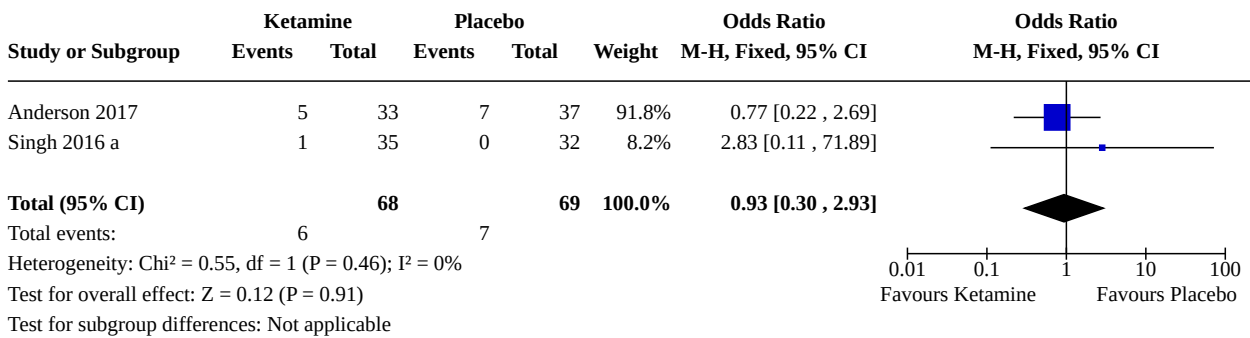 Ketamine Placebo Odds Ratio Odds Ratio
Study or Subgroup Events Total Events Total Weight M-H, Fixed, 95% CI M-H, Fixed, 95% CI
Anderson 2017 5 33 7 37 91.8% 0.77 [0.22 , 2.69]
Singh 2016 a 1 35 0 32 8.2% 2.83 [0.11 , 71.89]
Total (95% CI) 68 69 100.0% 0.93 [0.30 , 2.93]
Total events: 6 7
Heterogeneity: Chi² = 0.55, df = 1 (P = 0.46); I² = 0%
0.01 0.1 1 10 100
Test for overall effect: Z = 0.12 (P = 0.91) Favours Ketamine Favours Placebo
Test for subgroup differences: Not applicable